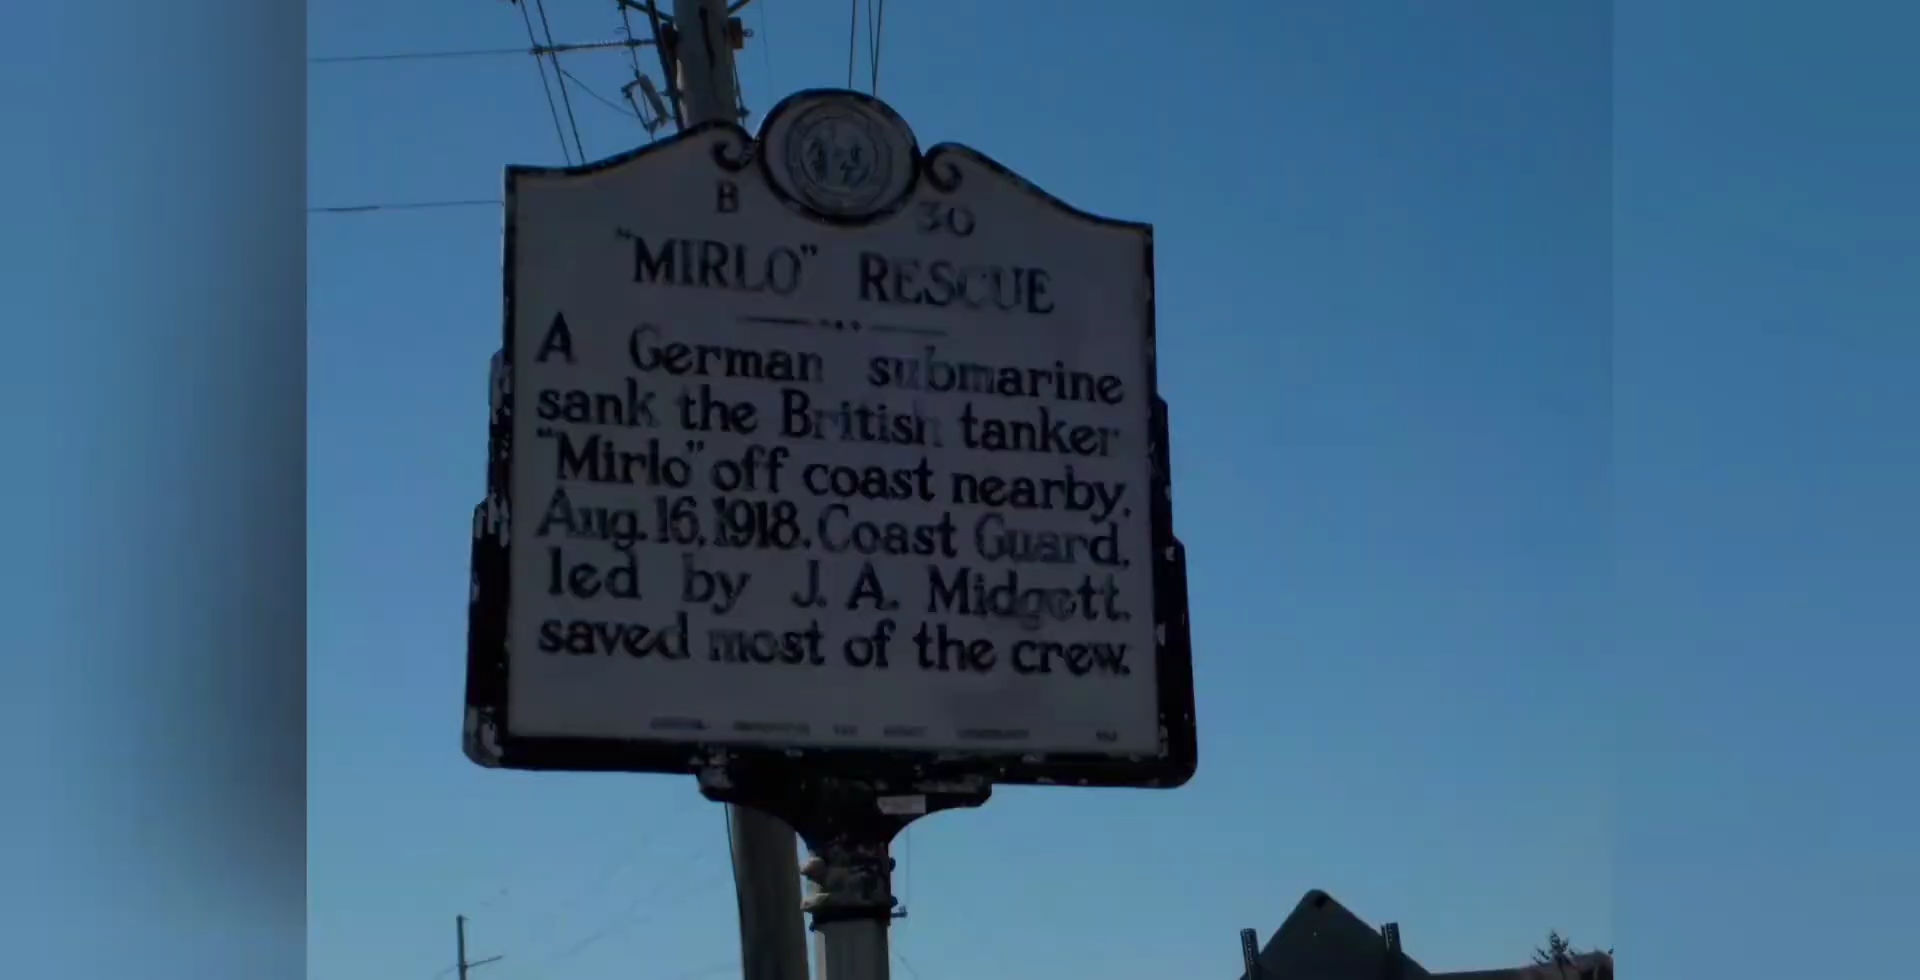 B 30
"MIRLO" RESCUE
A German submarine
sank the British tanker
"Mirlo" off coast nearby,
Aug. 16, 1918. Coast Guard,
led by J. A. Midgett,
saved most of the crew.